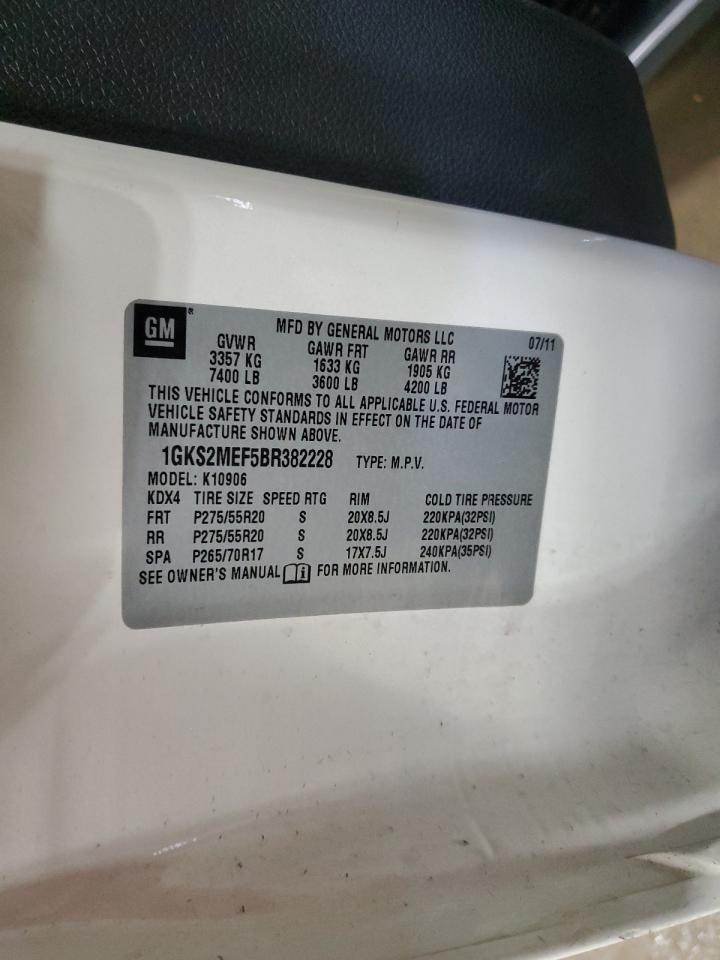 GM ®
MFD BY GENERAL MOTORS LLC 07/11
GVWR GAWR FRT GAWR RR
3357 KG 1633 KG 1905 KG
7400 LB 3600 LB 4200 LB
THIS VEHICLE CONFORMS TO ALL APPLICABLE U.S. FEDERAL MOTOR
VEHICLE SAFETY STANDARDS IN EFFECT ON THE DATE OF
MANUFACTURE SHOWN ABOVE.
1GKS2MEF5BR382228 TYPE: M.P.V.
MODEL: K10906
KDX4 TIRE SIZE SPEED RTG RIM COLD TIRE PRESSURE
FRT P275/55R20 S 20X8.5J 220KPA(32PSI)
RR P275/55R20 S 20X8.5J 220KPA(32PSI)
SPA P265/70R17 S 17X7.5J 240KPA(35PSI)
SEE OWNER'S MANUAL i FOR MORE INFORMATION.